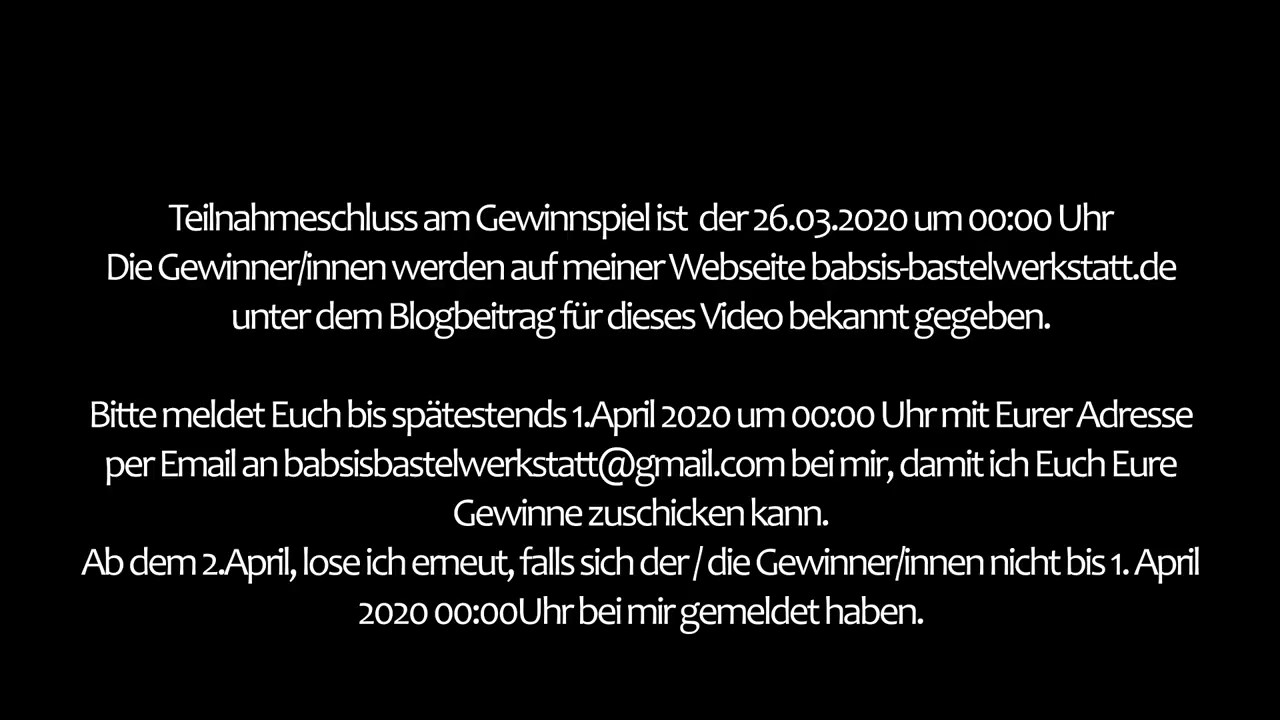 Teilnahmeschluss am Gewinnspiel ist der 26.03.2020 um 00:00 Uhr
Die Gewinner/innen werden auf meiner Webseite babsis-bastelwerkstatt.de
unter dem Blogbeitrag für dieses Video bekannt gegeben.
Bitte meldet Euch bis spätestends 1.April 2020 um 00:00 Uhr mit Eurer Adresse
per Email an babsisbastelwerkstatt@gmail.com bei mir, damit ich Euch Eure
Gewinne zuschicken kann.
Ab dem 2.April, lose ich erneut, falls sich der / die Gewinner/innen nicht bis 1. April
2020 00:00Uhr bei mir gemeldet haben.